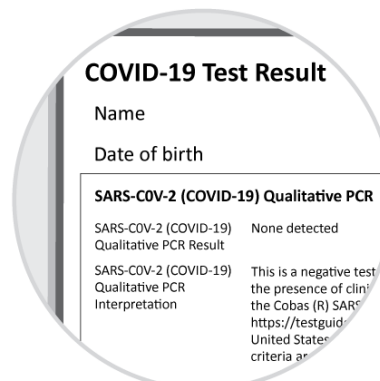 COVID-19 Test Result
Name
Date of birth
SARS-C0V-2 (COVID-19) Qualitative PCR
SARS-C0V-2 (COVID-19) None detected
Qualitative PCR Result
SARS-C0V-2 (COVID-19) This is a negative test
Qualitative PCR the presence of clini
Interpretation the Cobas (R) SARS
https://testguid
United States
criteria ar